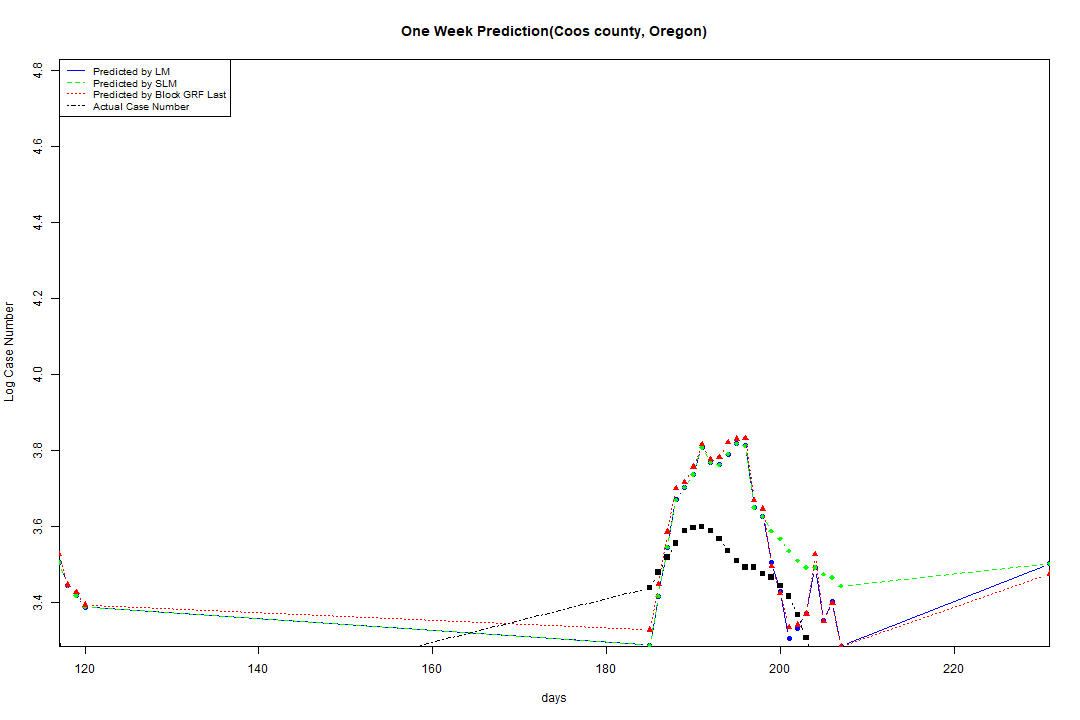 One Week Prediction(Coos county, Oregon)
Predicted by LM
Predicted by SLM
Predicted by Block GRF Last
Actual Case Number
Log Case Number
4.8
4.6
4.4
4.2
4.0
3.8
3.6
3.4
120 140 160 180 200 220
days